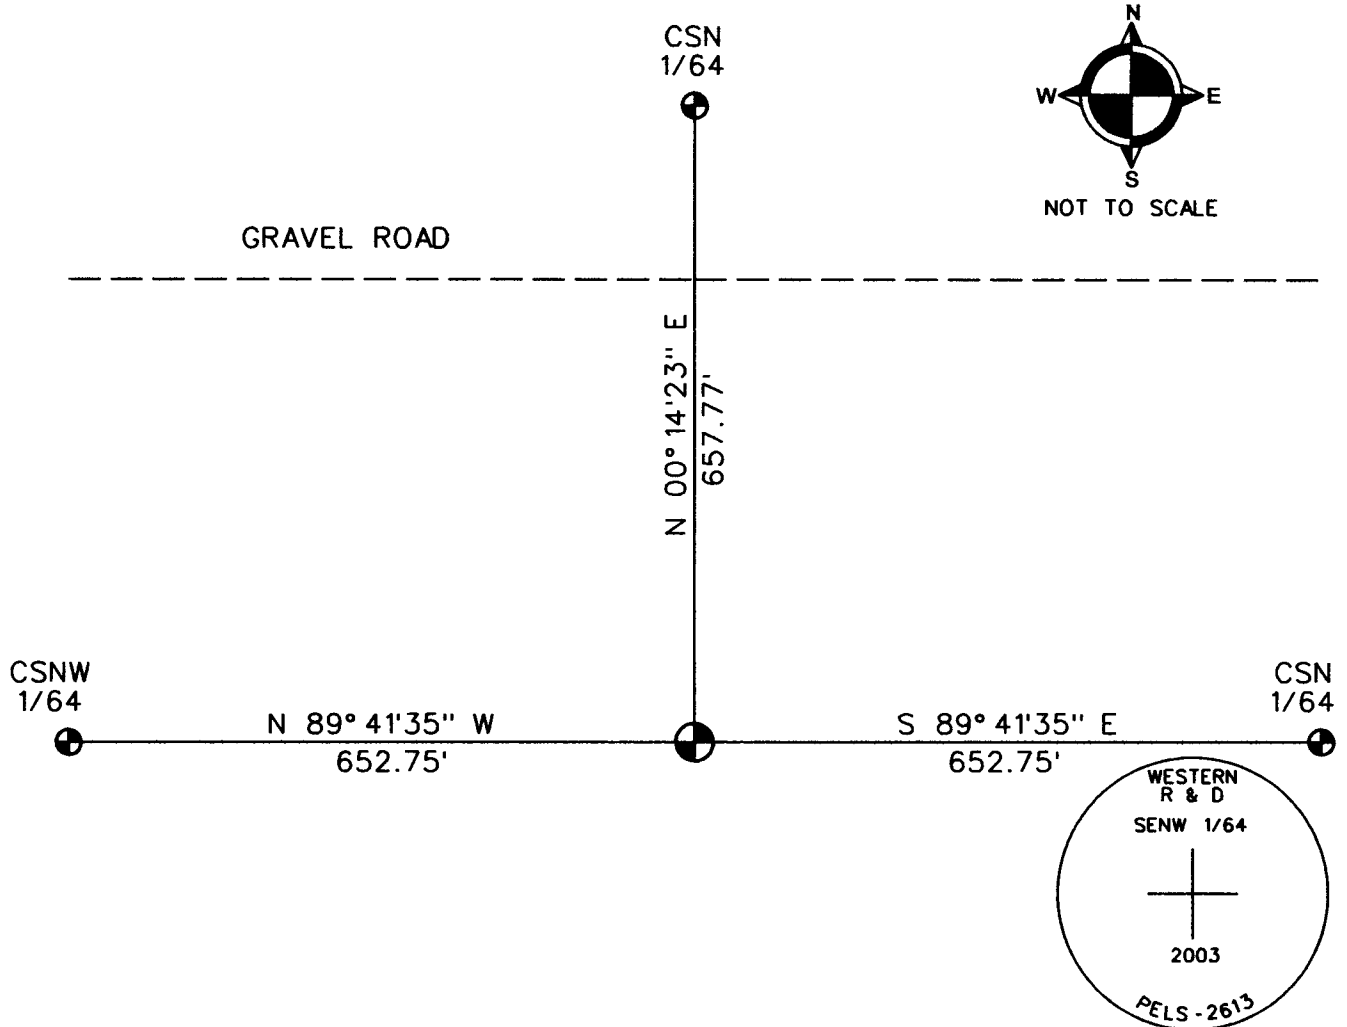 CSN
1/64
N
W
E
S
NOT TO SCALE
GRAVEL ROAD
N 00° 14'23" E
657.77'
CSNW
1/64
CSN
1/64
N 89° 41'35" W
652.75'
S 89° 41'35" E
652.75'
WESTERN
R & D
SENW 1/64
2003
PELS-2613